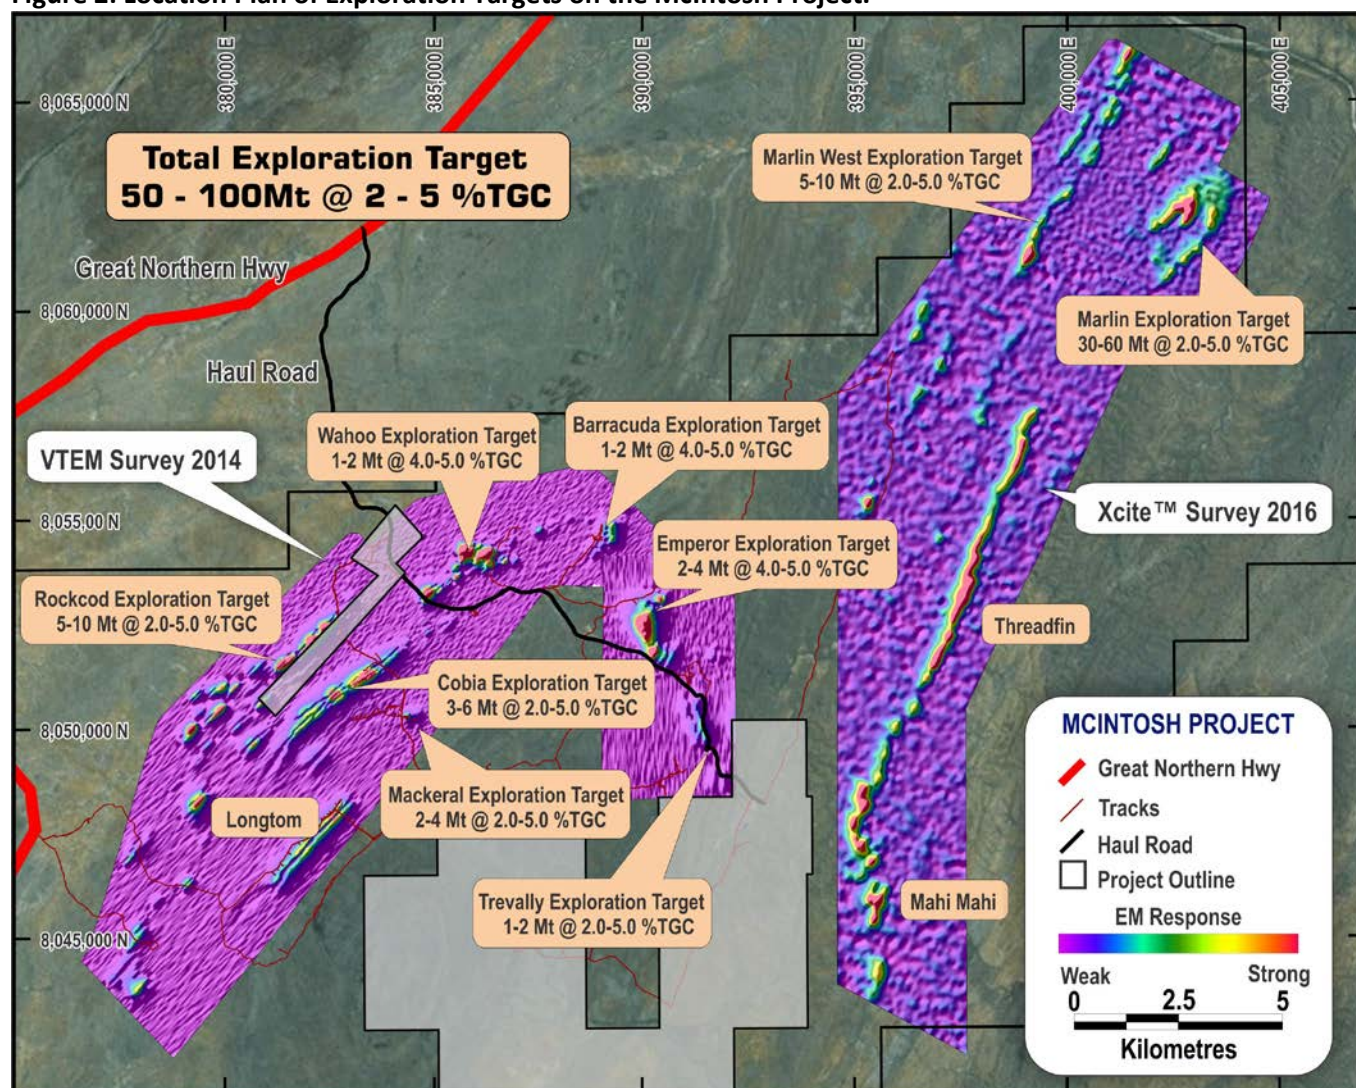 Figure 2: Location Plan of Exploration Targets on the McIntosh Project.
380,000 E
385,000 E
390,000 E
395,000 E
400,000 E
405,000 E
8,065,000 N
Total Exploration Target
50 - 100Mt @ 2 - 5 %TGC
Marlin West Exploration Target
5-10 Mt @ 2.0-5.0 %TGC
Great Northern Hwy
8,060,000 N
Marlin Exploration Target
30-60 Mt @ 2.0-5.0 %TGC
Haul Road
Wahoo Exploration Target
1-2 Mt @ 4.0-5.0 %TGC
Barracuda Exploration Target
1-2 Mt @ 4.0-5.0 %TGC
VTEM Survey 2014
8,055,00 N
Xcite™ Survey 2016
Emperor Exploration Target
2-4 Mt @ 4.0-5.0 %TGC
Rockcod Exploration Target
5-10 Mt @ 2.0-5.0 %TGC
Threadfin
Cobia Exploration Target
3-6 Mt @ 2.0-5.0 %TGC
8,050,000 N
Mackeral Exploration Target
2-4 Mt @ 2.0-5.0 %TGC
Longtom
Trevally Exploration Target
1-2 Mt @ 2.0-5.0 %TGC
Mahi Mahi
8,045,000 N
MCINTOSH PROJECT
Great Northern Hwy
Tracks
Haul Road
Project Outline
EM Response
Weak
Strong
0 2.5 5
Kilometres